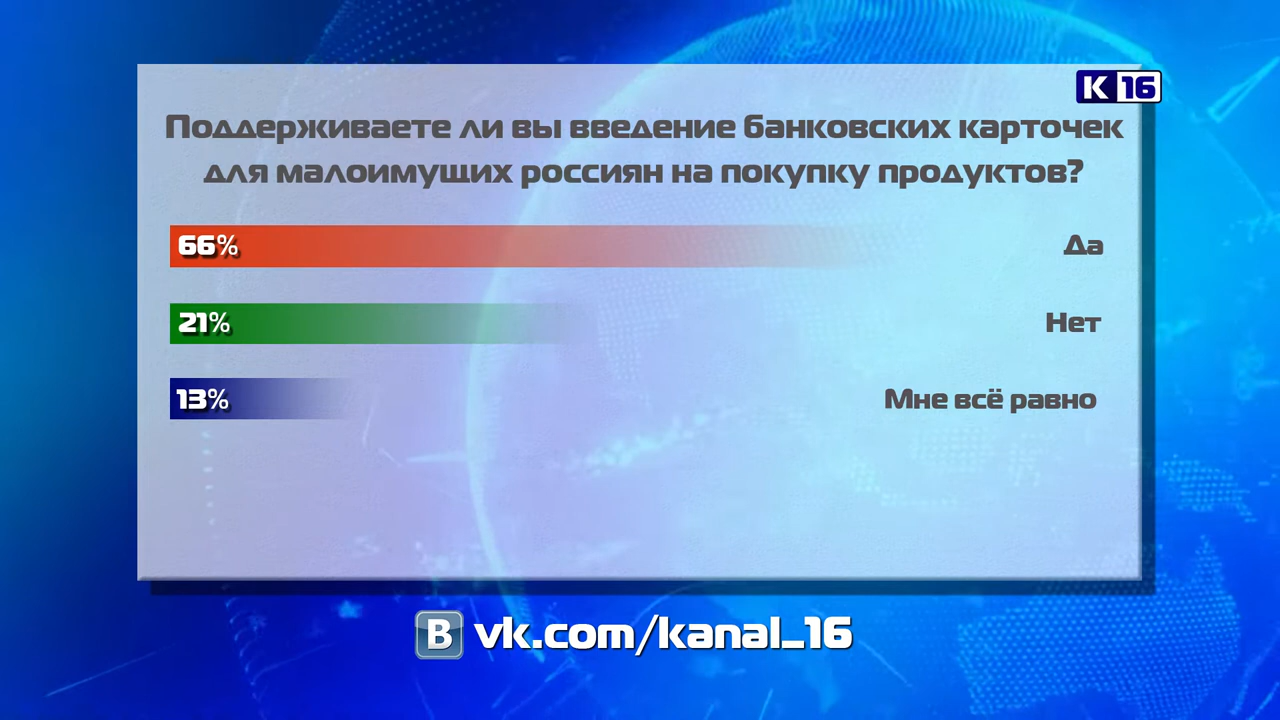 К 16
Поддерживаете ли вы введение банковских карточек
для малоимущих россиян на покупку продуктов?
66% Да
21% Нет
13% Мне всё равно
В vk.com/kanal_16